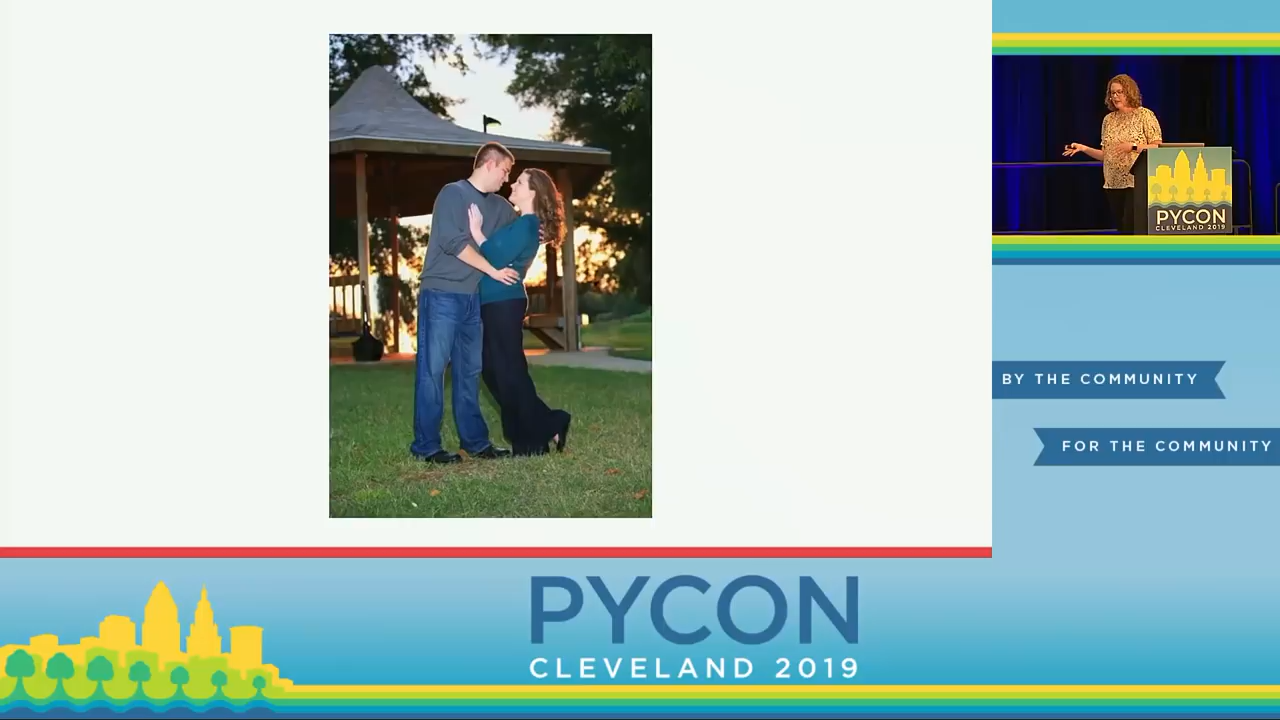 PYCON
CLEVELAND 2019
BY THE COMMUNITY
FOR THE COMMUNITY
PYCON
CLEVELAND 2019